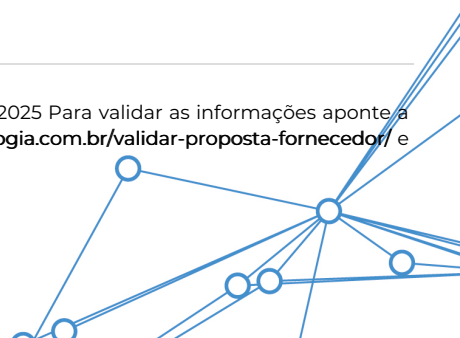 2025 Para validar as informações aponte a
ogia.com.br/validar-proposta-fornecedor/ e